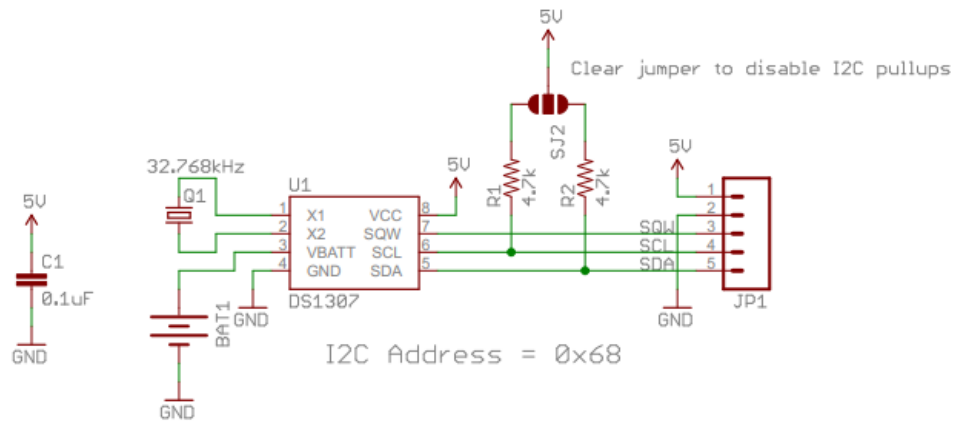 5V
Clear jumper to disable I2C pullups
SJ2
R1
4.7k
R2
4.7k
32.768kHz
Q1
U1
5V
5V
1
X1
VCC
8
2
X2
SQW
7
3
VBATT
SCL
6
4
GND
SDA
5
DS1307
SQW
SCL
SDA
1
2
3
4
5
JP1
5V
C1
0.1uF
GND
BAT1
GND
GND
GND
I2C Address = 0x68